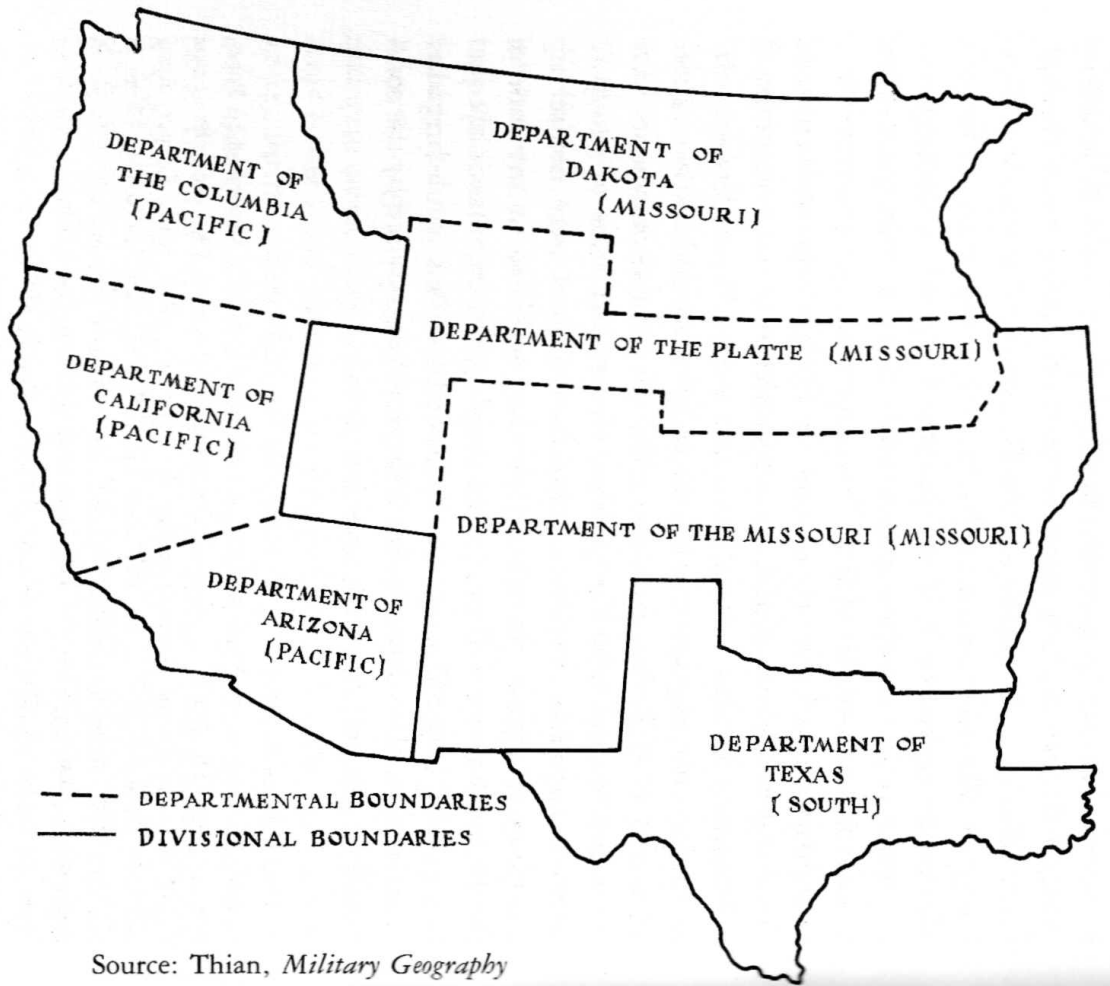 DEPARTMENT OF
THE COLUMBIA
(PACIFIC)
DEPARTMENT OF
DAKOTA
(MISSOURI)
DEPARTMENT OF THE PLATTE (MISSOURI)
DEPARTMENT OF
CALIFORNIA
(PACIFIC)
DEPARTMENT OF THE MISSOURI (MISSOURI)
DEPARTMENT OF
ARIZONA
(PACIFIC)
DEPARTMENT OF
TEXAS
(SOUTH)
DEPARTMENTAL BOUNDARIES
DIVISIONAL BOUNDARIES
Source: Thian, Military Geography